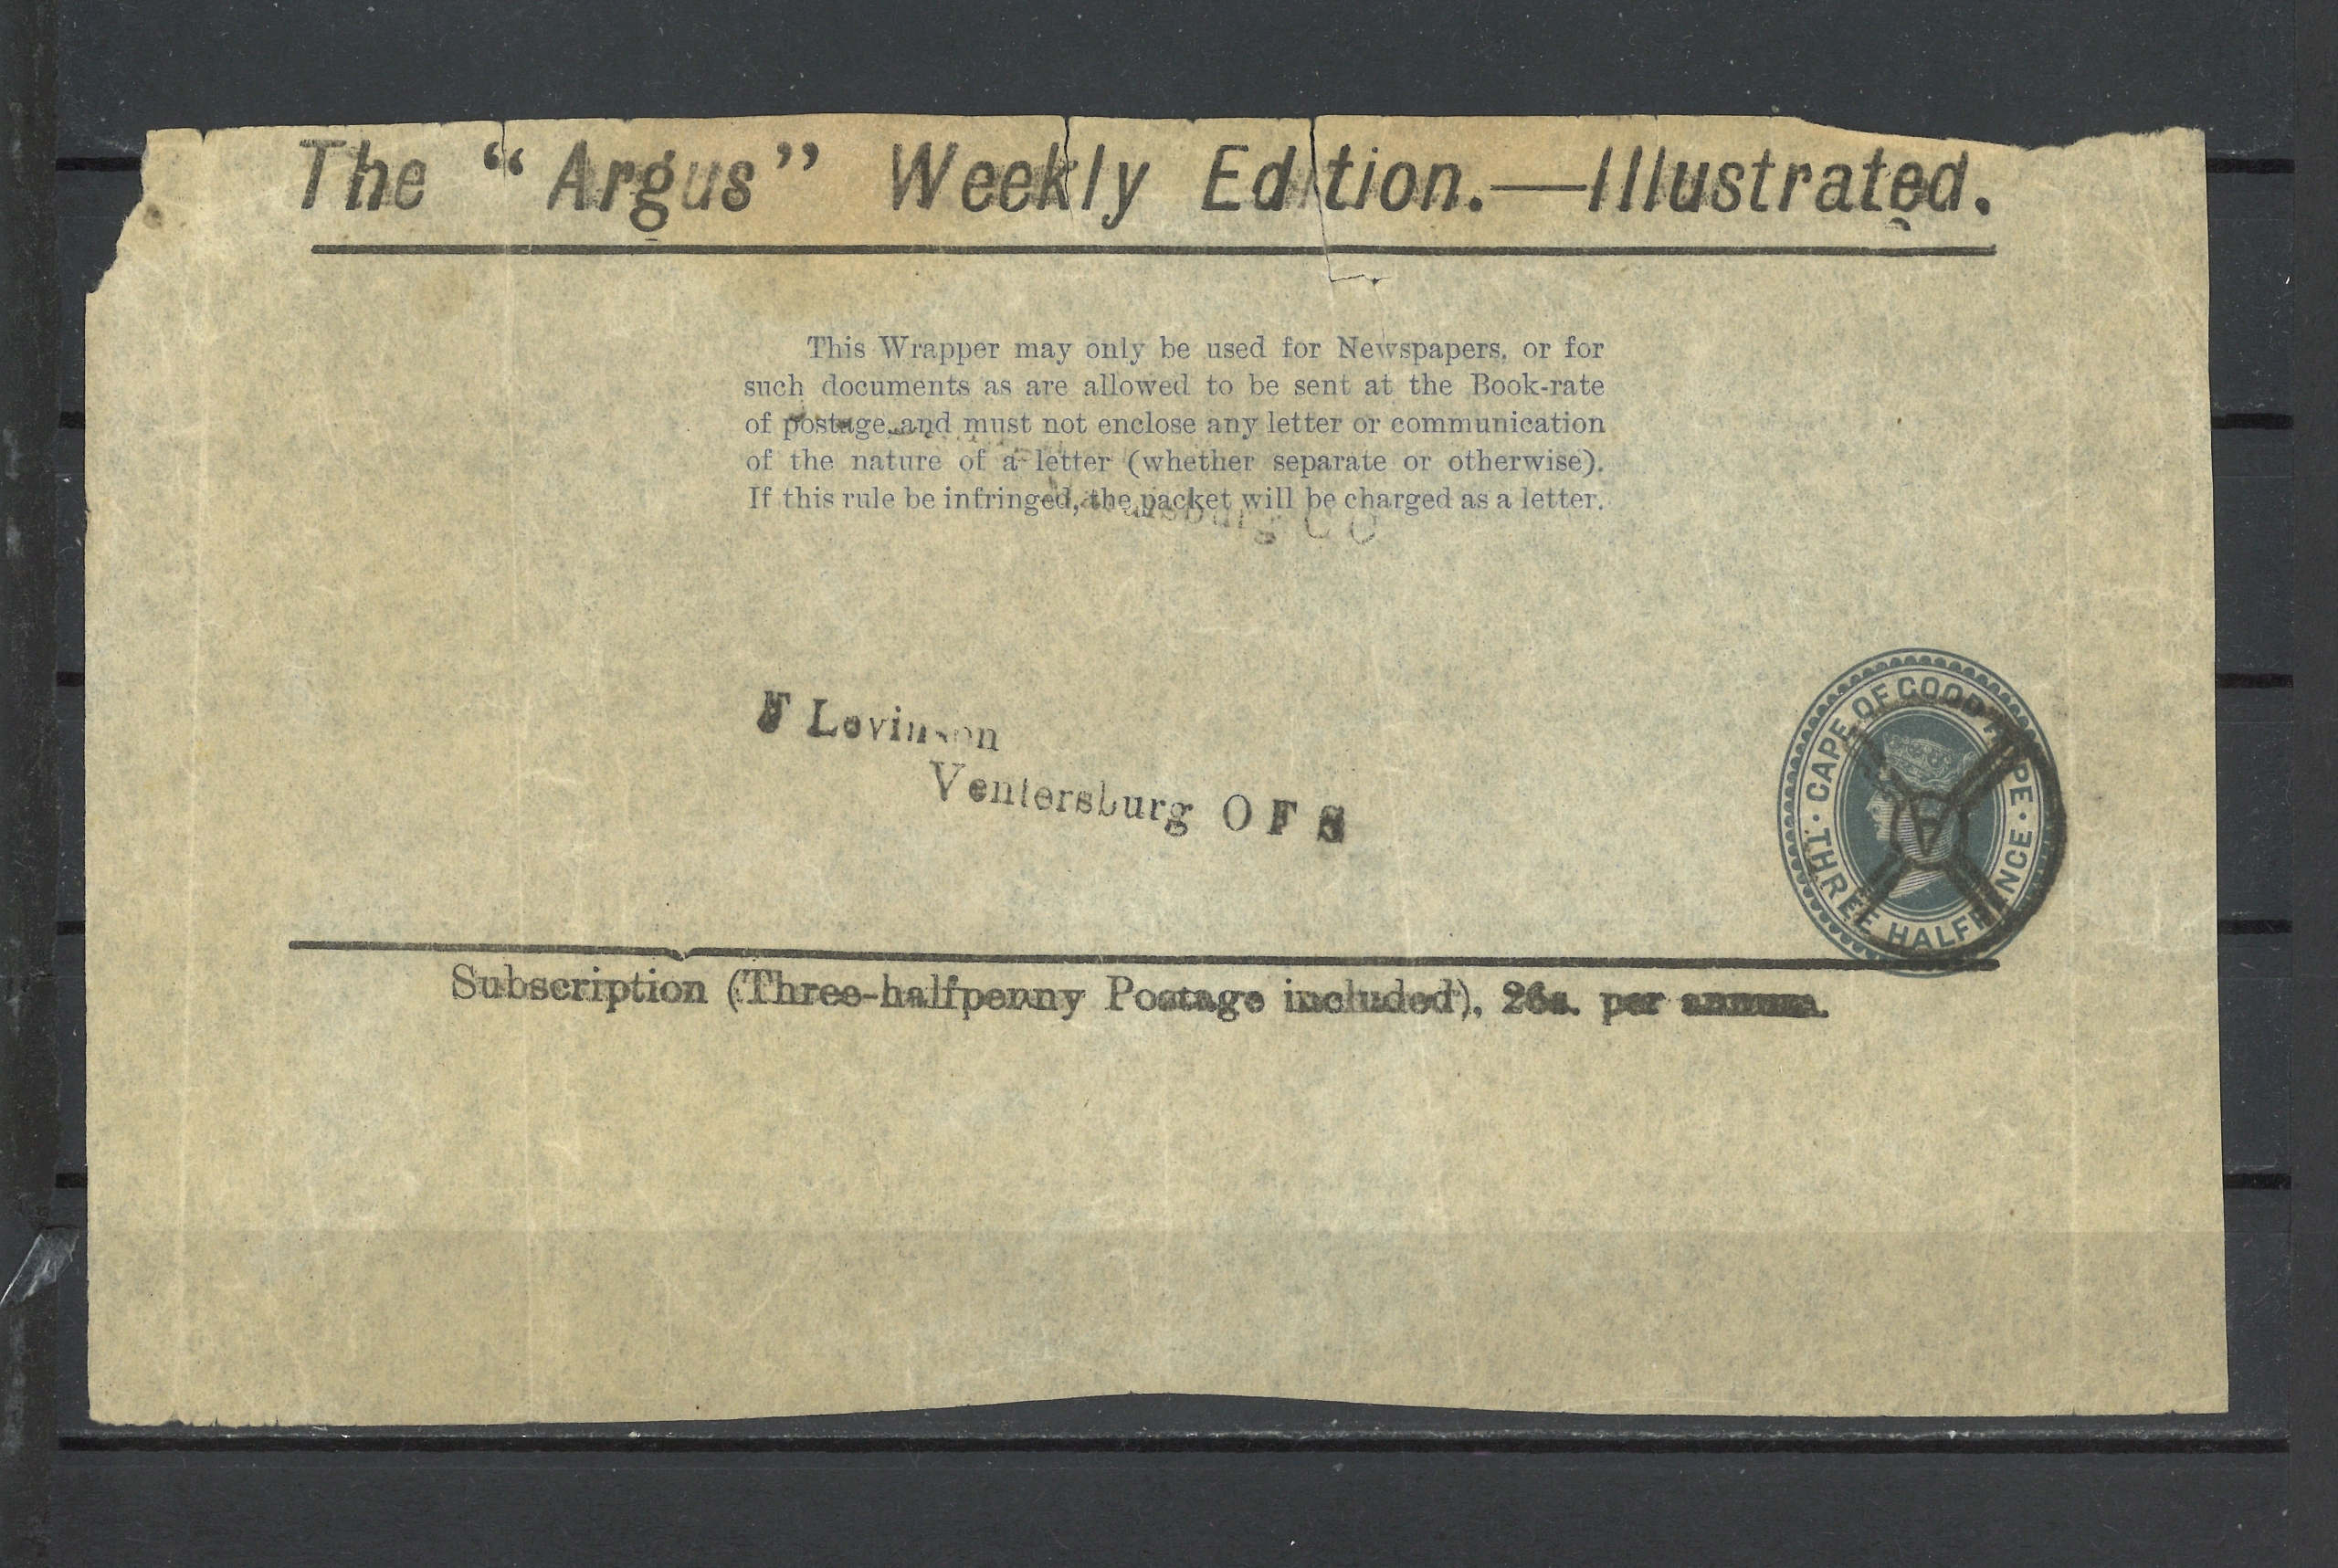 The “Argus” Weekly Edition.—Illustrated.
This Wrapper may only be used for Newspapers, or for
such documents as are allowed to be sent at the Book-rate
of postage, and must not enclose any letter or communication
of the nature of a letter (whether separate or otherwise).
If this rule be infringed, the packet will be charged as a letter.
Levinson
Ventersburg O F S
CAPE OF GOOD HOPE · THREE HALFPENCE ·
A
Subscription (Three-halfpenny Postage included), 26s. per annum.